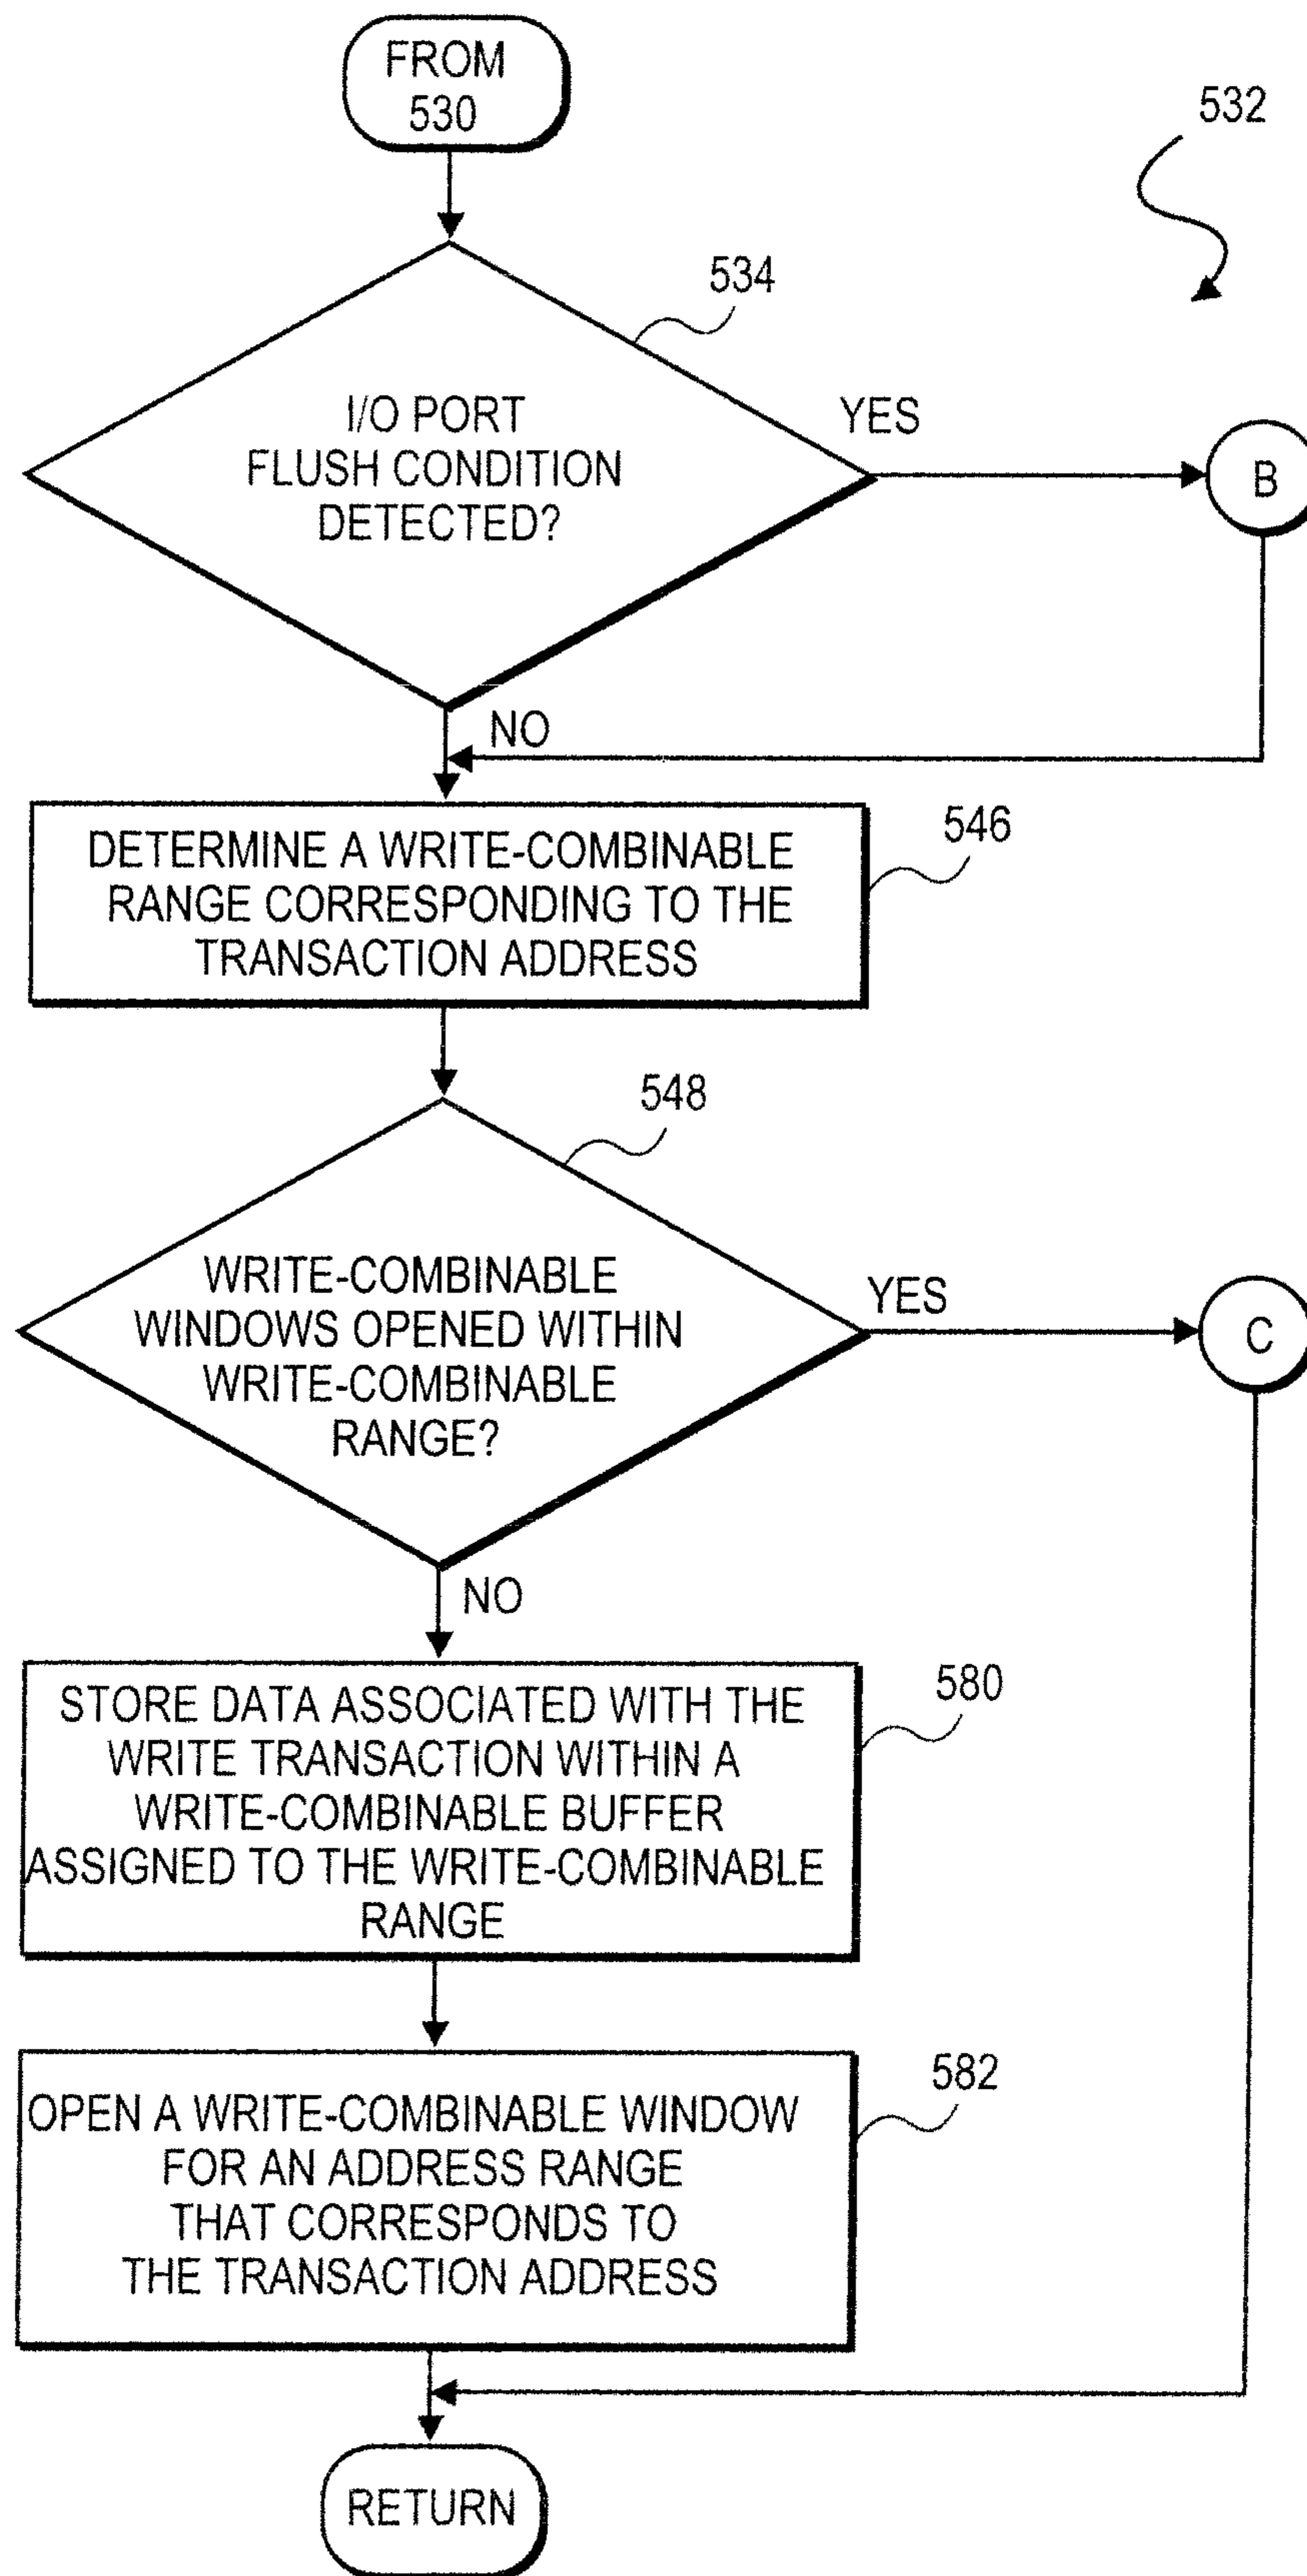 FROM
530
532
534
I/O PORT
FLUSH CONDITION
DETECTED?
YES
B
NO
546
DETERMINE A WRITE-COMBINABLE
RANGE CORRESPONDING TO THE
TRANSACTION ADDRESS
548
WRITE-COMBINABLE
WINDOWS OPENED WITHIN
WRITE-COMBINABLE
RANGE?
YES
C
NO
580
STORE DATA ASSOCIATED WITH THE
WRITE TRANSACTION WITHIN A
WRITE-COMBINABLE BUFFER
ASSIGNED TO THE WRITE-COMBINABLE
RANGE
582
OPEN A WRITE-COMBINABLE WINDOW
FOR AN ADDRESS RANGE
THAT CORRESPONDS TO
THE TRANSACTION ADDRESS
RETURN